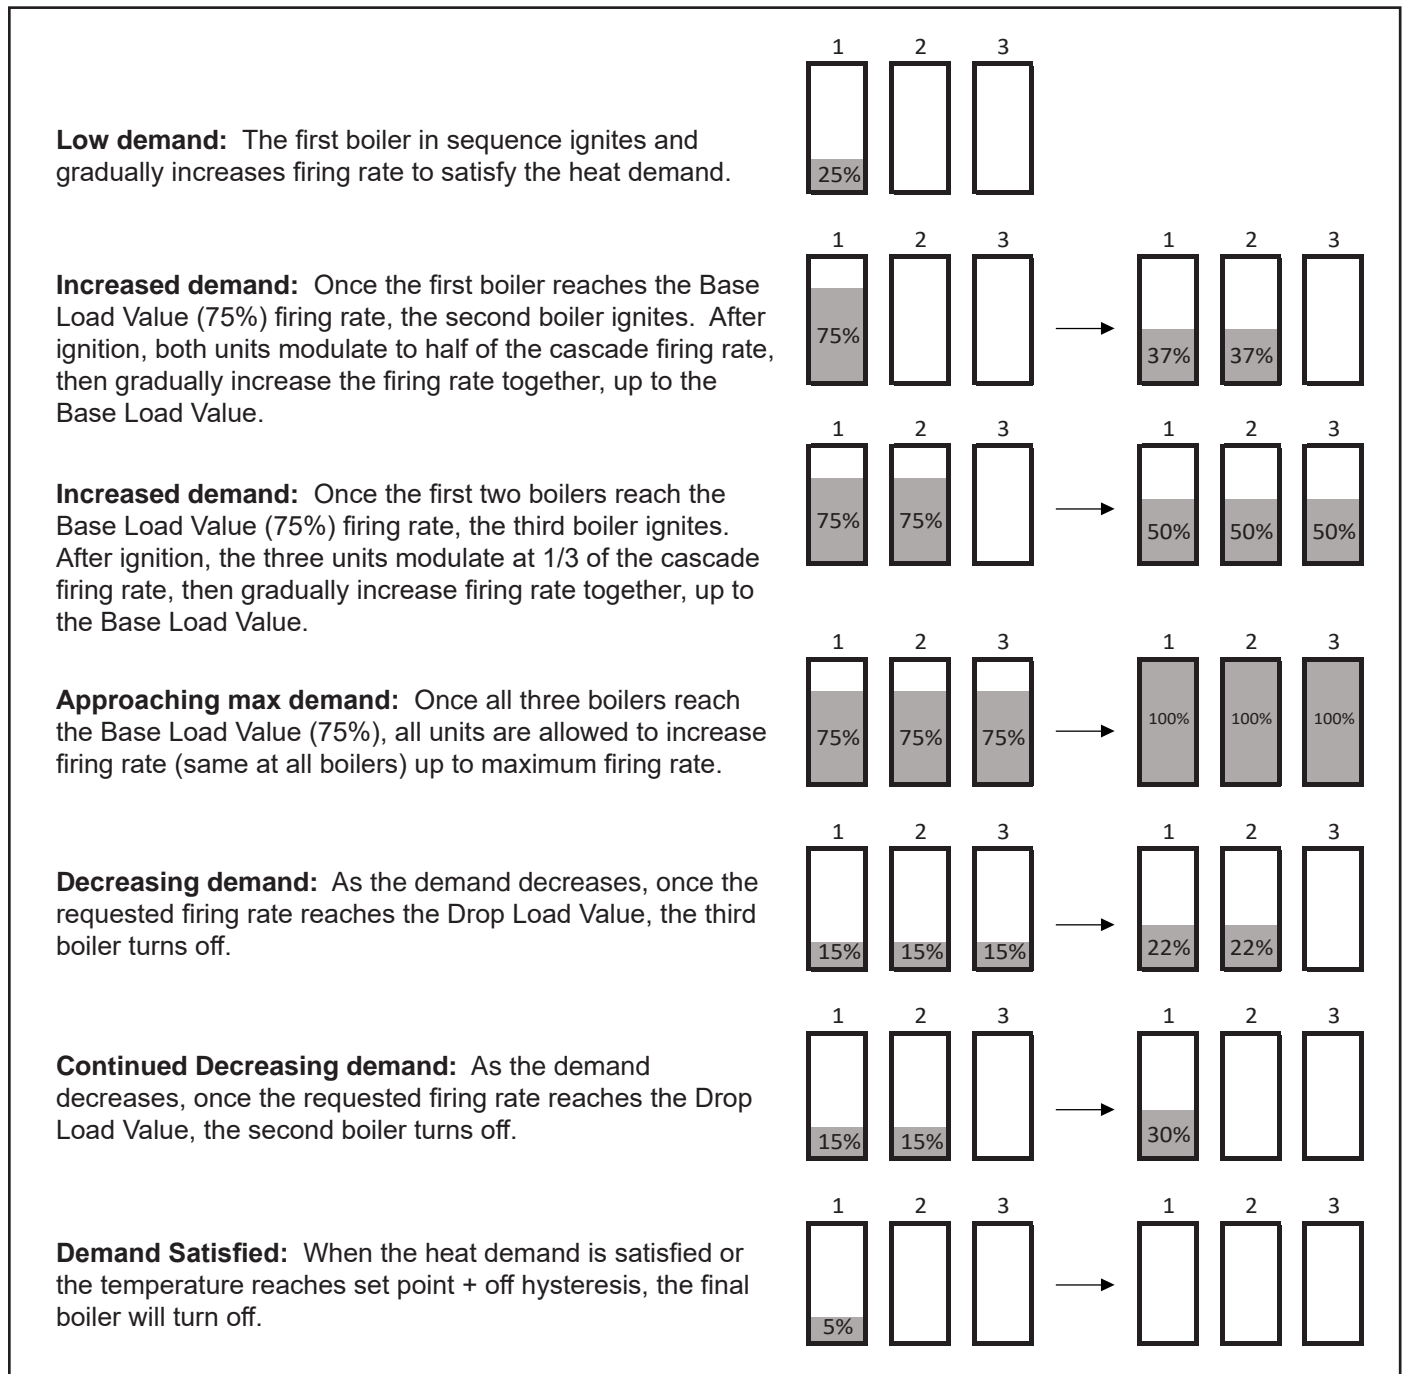 1 2 3
Low demand: The first boiler in sequence ignites and
gradually increases firing rate to satisfy the heat demand.
25%
1 2 3 1 2 3
Increased demand: Once the first boiler reaches the Base
Load Value (75%) firing rate, the second boiler ignites. After
ignition, both units modulate to half of the cascade firing rate,
then gradually increase the firing rate together, up to the
Base Load Value.
75% 37% 37%
1 2 3 1 2 3
Increased demand: Once the first two boilers reach the
Base Load Value (75%) firing rate, the third boiler ignites.
After ignition, the three units modulate at 1/3 of the cascade
firing rate, then gradually increase firing rate together, up to
the Base Load Value.
75% 75% 50% 50% 50%
1 2 3 1 2 3
Approaching max demand: Once all three boilers reach
the Base Load Value (75%), all units are allowed to increase
firing rate (same at all boilers) up to maximum firing rate.
75% 75% 75% 100% 100% 100%
1 2 3 1 2 3
Decreasing demand: As the demand decreases, once the
requested firing rate reaches the Drop Load Value, the third
boiler turns off.
15% 15% 15% 22% 22%
1 2 3 1 2 3
Continued Decreasing demand: As the demand
decreases, once the requested firing rate reaches the Drop
Load Value, the second boiler turns off.
15% 15% 30%
1 2 3 1 2 3
Demand Satisfied: When the heat demand is satisfied or
the temperature reaches set point + off hysteresis, the final
boiler will turn off.
5%